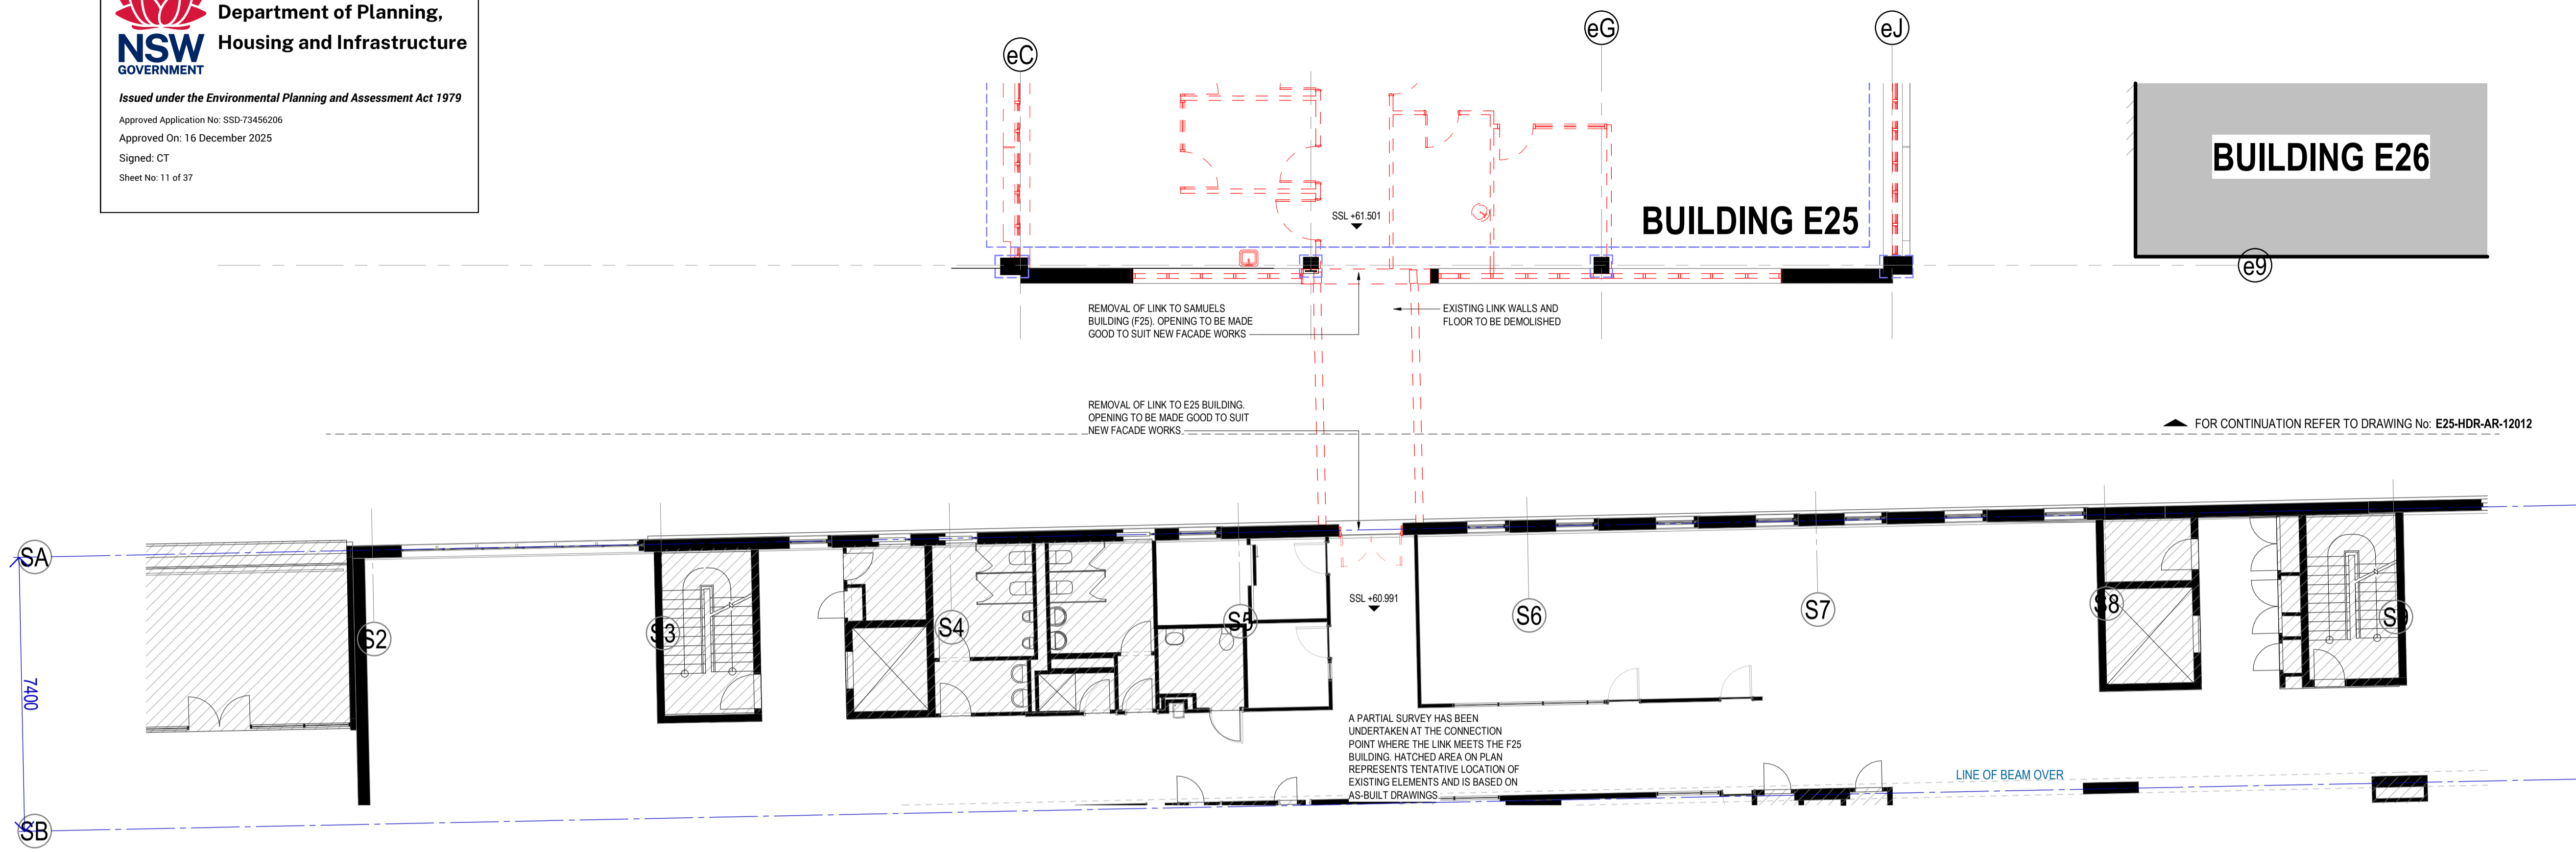 Department of Planning,
Housing and Infrastructure
NSW
GOVERNMENT
Issued under the Environmental Planning and Assessment Act 1979
Approved Application No: SSD-73456206
Approved On: 16 December 2025
Signed: CT
Sheet No: 11 of 37
eC
eG
eJ
BUILDING E26
SSL +61.501
BUILDING E25
e9
REMOVAL OF LINK TO SAMUELS
BUILDING (F25). OPENING TO BE MADE
GOOD TO SUIT NEW FACADE WORKS
EXISTING LINK WALLS AND
FLOOR TO BE DEMOLISHED
REMOVAL OF LINK TO E25 BUILDING.
OPENING TO BE MADE GOOD TO SUIT
NEW FACADE WORKS
FOR CONTINUATION REFER TO DRAWING No: E25-HDR-AR-12012
SA
S2
S3
S4
S5
SSL +60.991
S6
S7
S8
S9
7400
A PARTIAL SURVEY HAS BEEN
UNDERTAKEN AT THE CONNECTION
POINT WHERE THE LINK MEETS THE F25
BUILDING. HATCHED AREA ON PLAN
REPRESENTS TENTATIVE LOCATION OF
EXISTING ELEMENTS AND IS BASED ON
AS-BUILT DRAWINGS
LINE OF BEAM OVER
SB